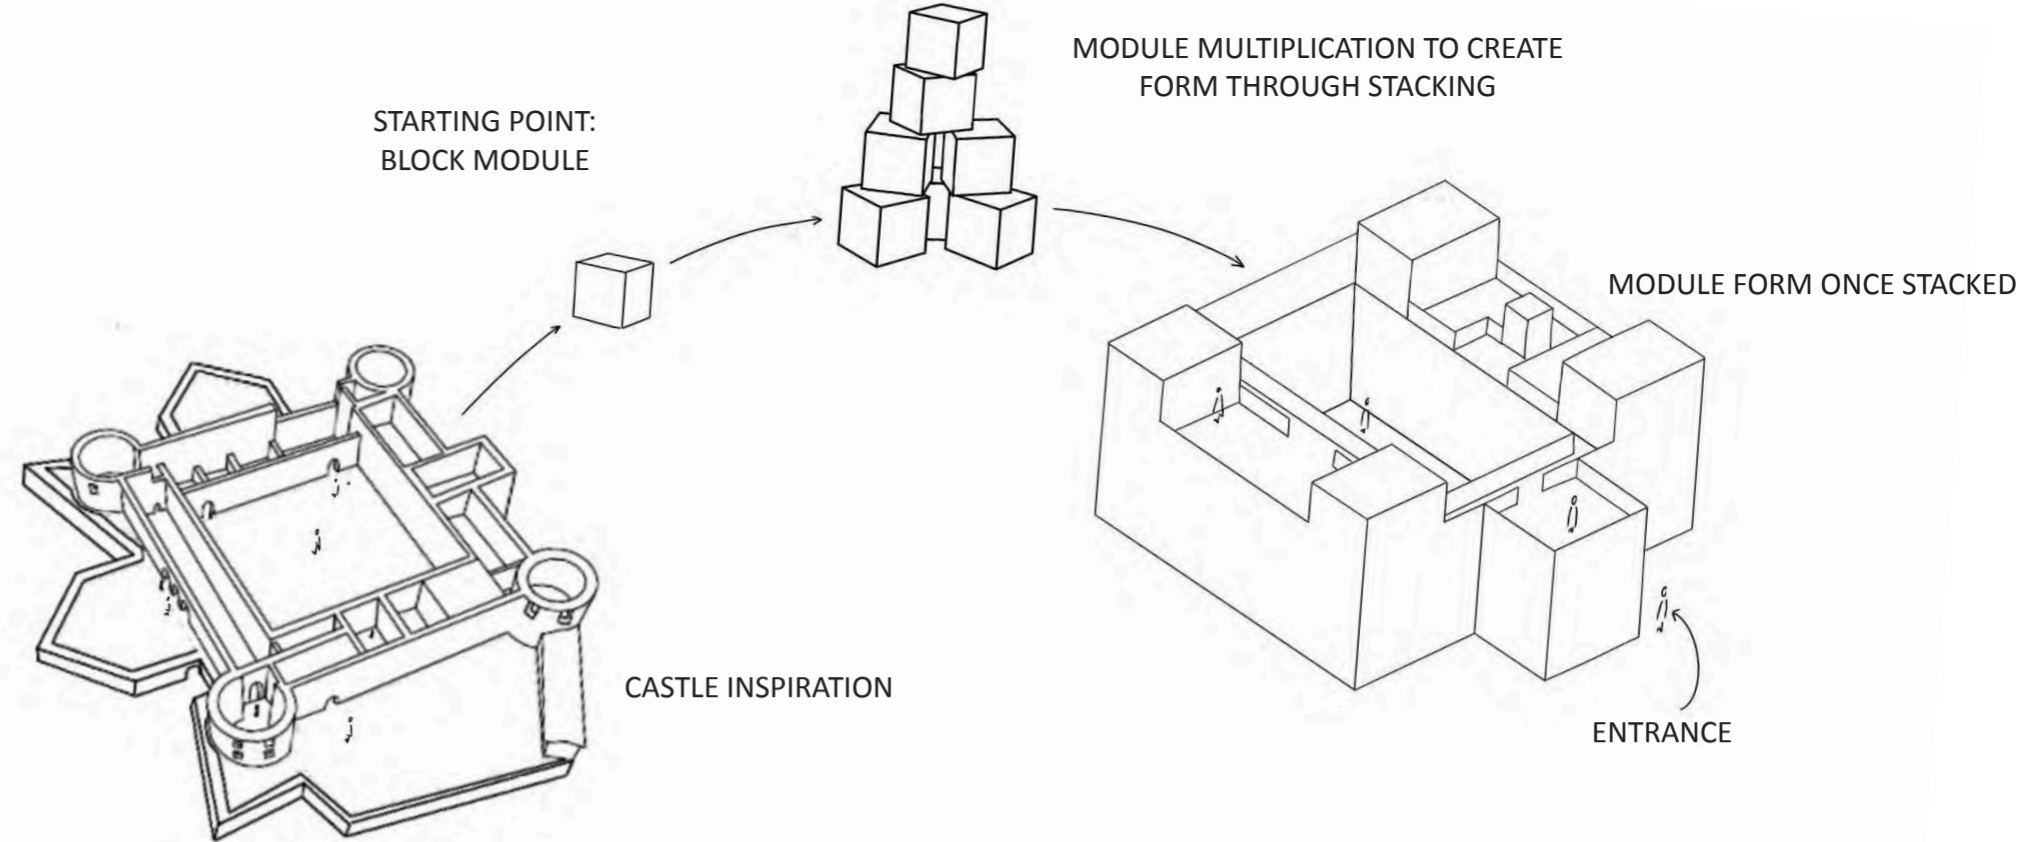 CASTLE INSPIRATION
STARTING POINT:
BLOCK MODULE
MODULE MULTIPLICATION TO CREATE
FORM THROUGH STACKING
MODULE FORM ONCE STACKED
ENTRANCE